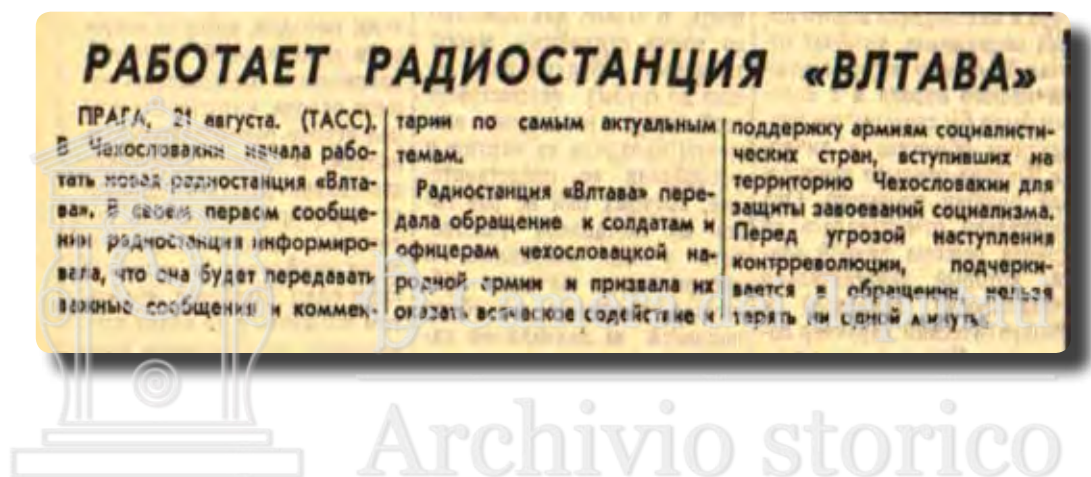 РАБОТАЕТ РАДИОСТАНЦИЯ «ВЛТАВА»
ПРАГА, 21 августа. (ТАСС).
В Чехословакии начала рабо-
тать новая радиостанция «Влта-
ва». В своем первом сообще-
нии радиостанция информиро-
вала, что она будет передавать
важные сообщения и коммен-
тарии по самым актуальным
темам.
Радиостанция «Влтава» пере-
дала обращение к солдатам и
офицерам чехословацкой на-
родной армии и призвала их
оказать всяческое содействие и
поддержку армиям социалисти-
ческих стран, вступивших на
территорию Чехословакии для
защиты завоеваний социализма.
Перед угрозой наступления
контрреволюции, подчерки-
вается в обращении, нельзя
терять ни одной минуты.
Camera dei deputati
Archivio storico